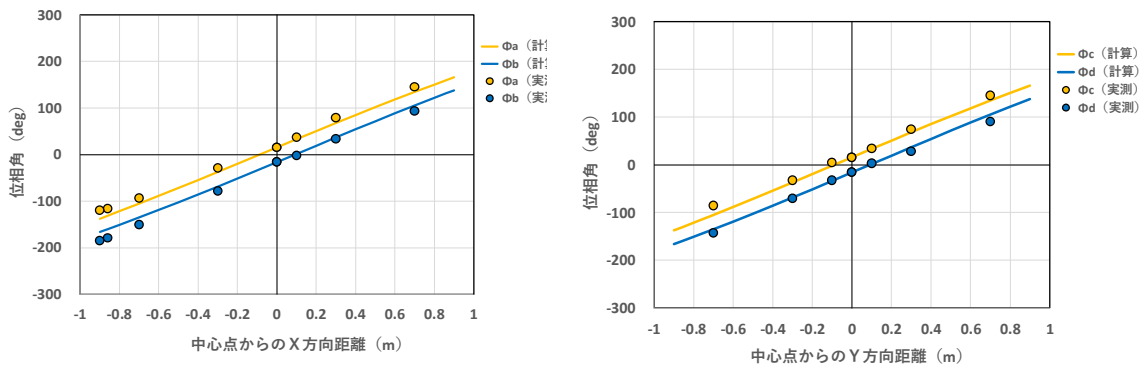 300
200
100
0
-100
-200
-300
位相角（deg）
-1 -0.8 -0.6 -0.4 -0.2 0 0.2 0.4 0.6 0.8 1
中心点からのX方向距離（m）
Φa（計
Φb（計
Φa（実
Φb（実
300
200
100
0
-100
-200
-300
位相角（deg）
-1 -0.8 -0.6 -0.4 -0.2 0 0.2 0.4 0.6 0.8 1
中心点からのY方向距離（m）
Φc（計算）
Φd（計算）
Φc（実測）
Φd（実測）